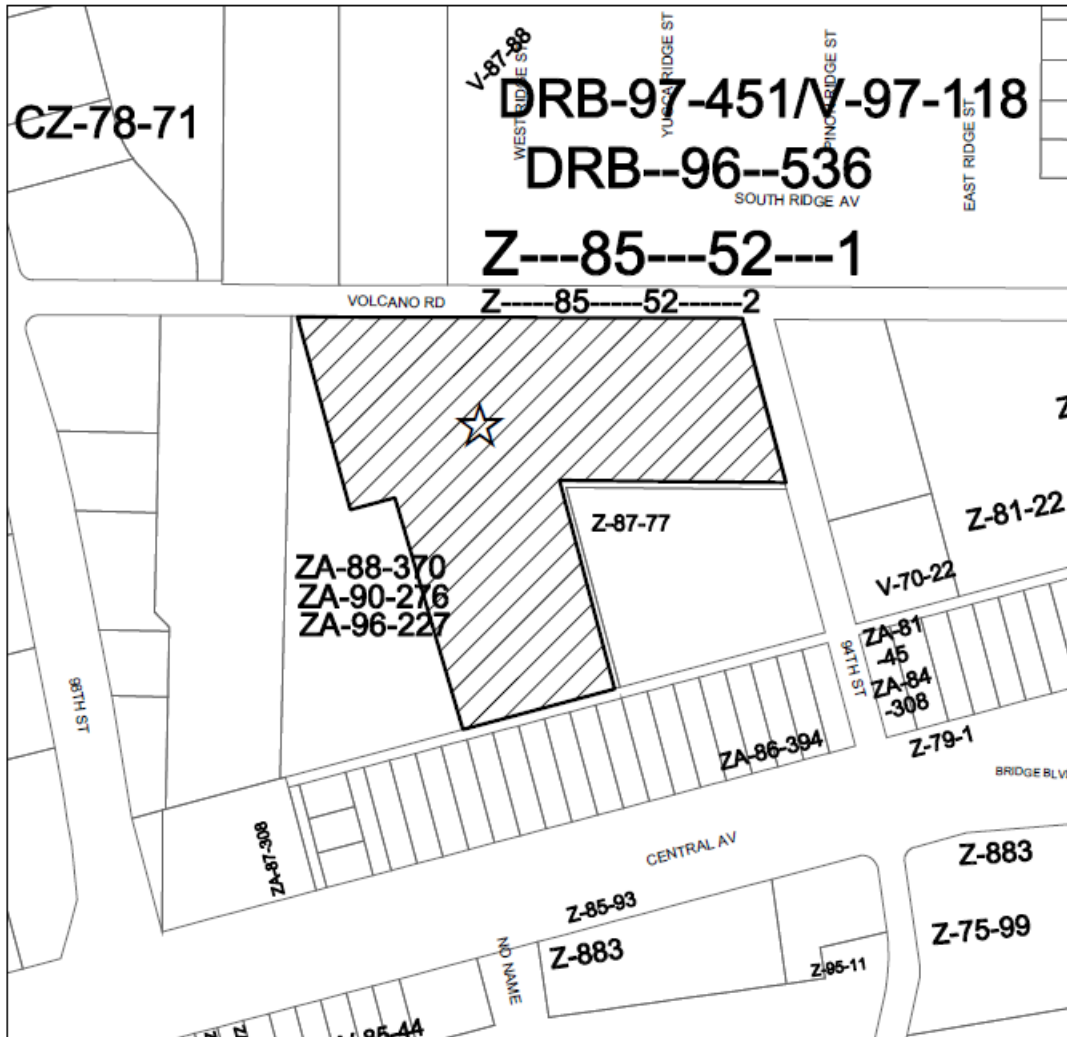 V-87-88
WEST RIDGE ST
YUCCA RIDGE ST
PINON RIDGE ST
EAST RIDGE ST
CZ-78-71
DRB-97-451/V-97-118
DRB--96--536
SOUTH RIDGE AV
Z---85---52---1
VOLCANO RD
Z-----85-----52------2
Z
Z-87-77
Z-81-22
ZA-88-370
ZA-90-276
ZA-96-227
V-70-22
ZA-81
-45
ZA-84
-308
94TH ST
98TH ST
Z-79-1
ZA-86-394
BRIDGE BLV
ZA-87-308
CENTRAL AV
Z-883
Z-85-93
Z-75-99
Z-883
NO NAME
Z-95-11
85-44